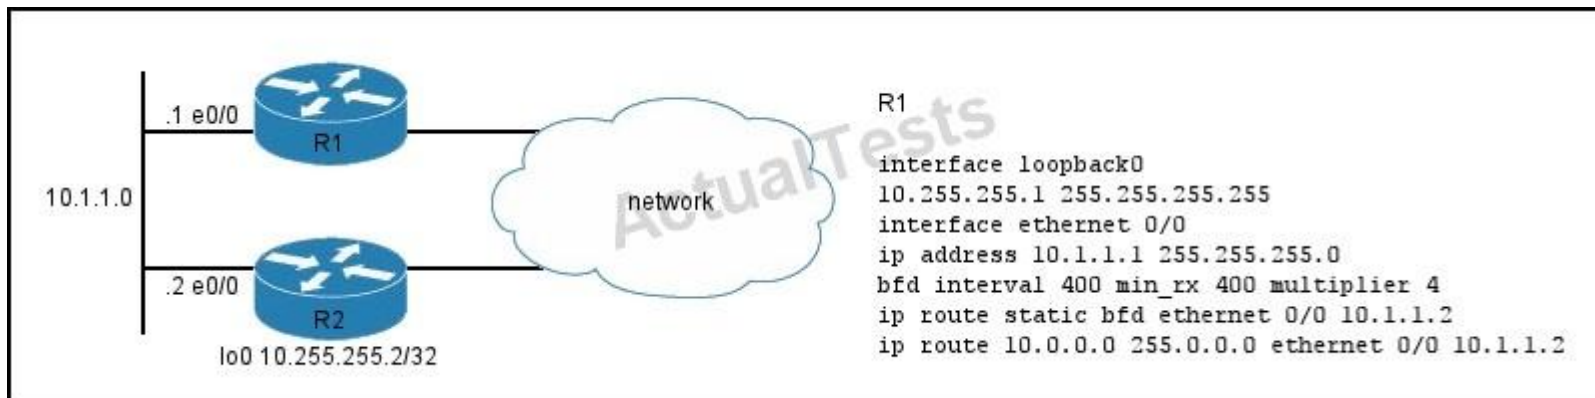 .1 e0/0
R1
10.1.1.0
network
.2 e0/0
R2
lo0 10.255.255.2/32
ActualTests
R1
interface loopback0
10.255.255.1 255.255.255.255
interface ethernet 0/0
ip address 10.1.1.1 255.255.255.0
bfd interval 400 min_rx 400 multiplier 4
ip route static bfd ethernet 0/0 10.1.1.2
ip route 10.0.0.0 255.0.0.0 ethernet 0/0 10.1.1.2